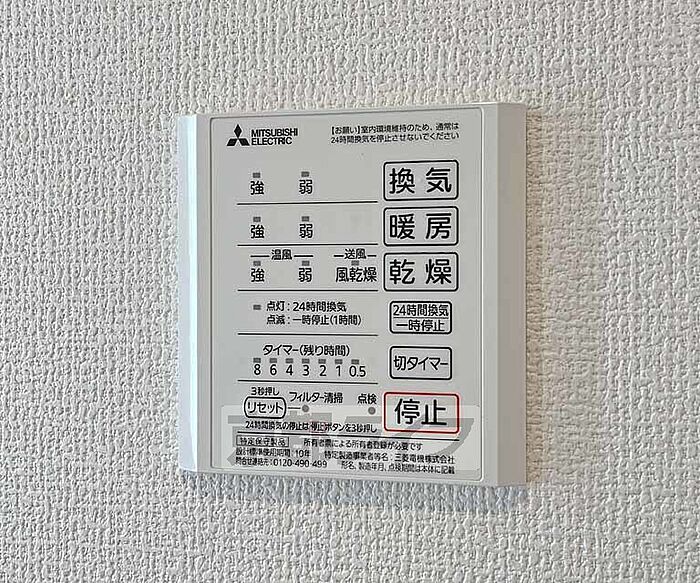 MITSUBISHI
ELECTRIC
【お願い】室内環境維持のため、通常は
24時間換気を停止させないでください
強 弱 換気
強 弱 暖房
温風 送風
強 弱 風乾燥 乾燥
点灯：24時間換気
点滅：一時停止(1時間)
24時間換気
一時停止
タイマー(残り時間)
8 6 4 3 2 1 0.5
切タイマー
3秒押し
リセット フィルター清掃 点検
停止
24時間換気の停止は停止ボタンを3秒押し
特定保守製品 所有者票による所有者登録が必要です
設計標準使用期間：10年 特定製造事業者等名：三菱電機株式会社
問合せ連絡先：0120-490-499 形名、製造年月、点検期間は本体に記載